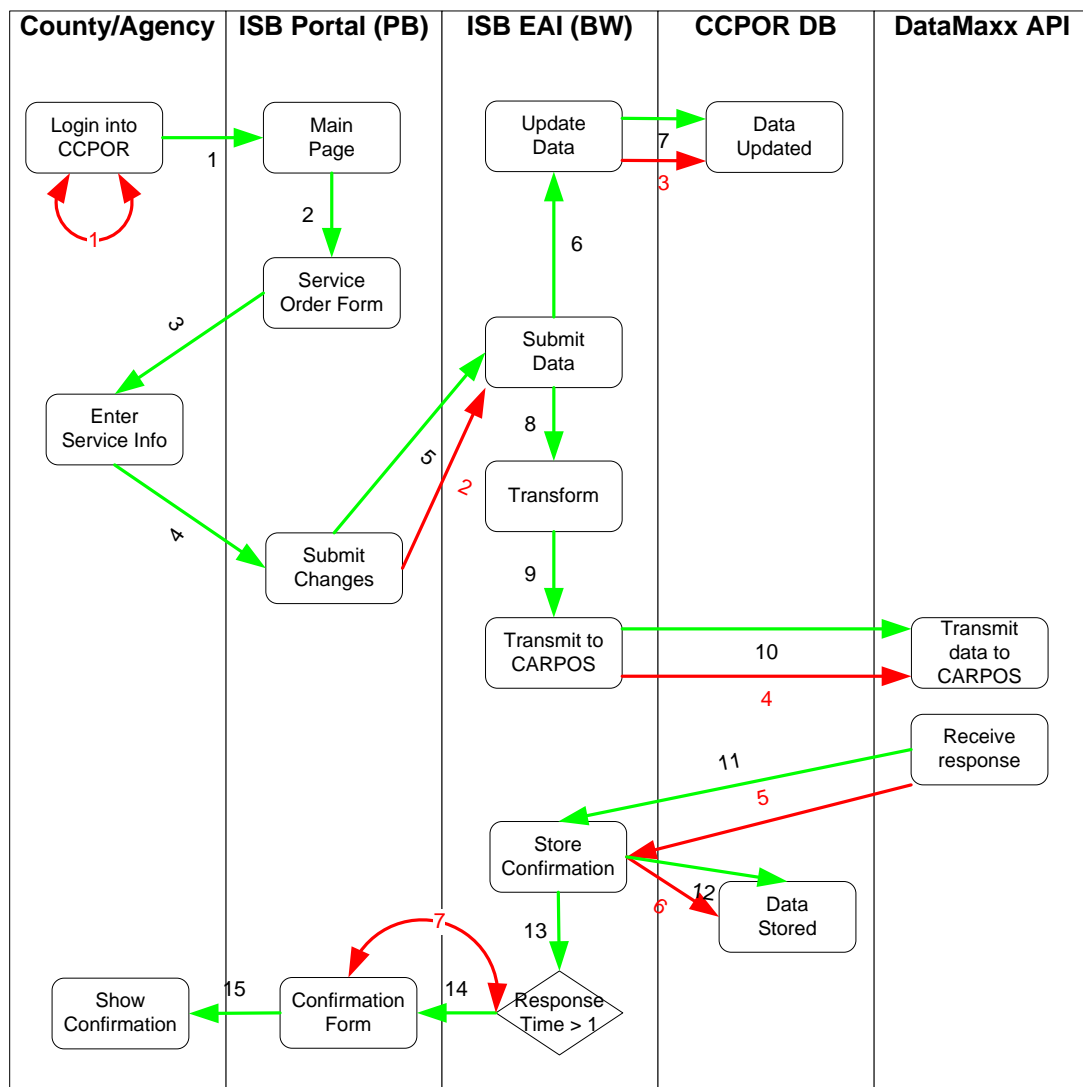 County/Agency
ISB Portal (PB)
ISB EAI (BW)
CCPOR DB
DataMaxx API
Login into
CCPOR
1
1
Main
Page
2
Service
Order Form
3
Enter
Service Info
4
Submit
Changes
5
2
Update
Data
7
3
Data
Updated
6
Submit
Data
8
Transform
9
Transmit to
CARPOS
10
4
Transmit
data to
CARPOS
Receive
response
11
5
Store
Confirmation
12
6
Data
Stored
13
Response
Time > 1
7
14
Confirmation
Form
15
Show
Confirmation